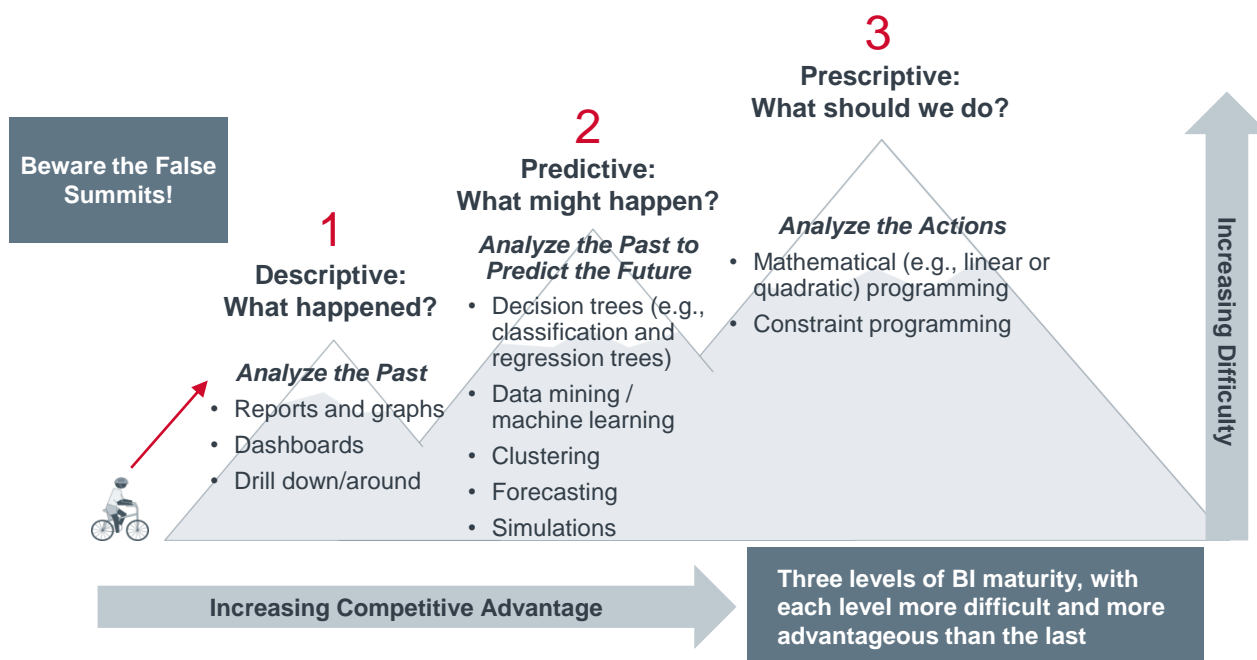 Beware the False
Summits!
1
Descriptive:
What happened?
Analyze the Past
• Reports and graphs
• Dashboards
• Drill down/around
2
Predictive:
What might happen?
Analyze the Past to
Predict the Future
• Decision trees (e.g.,
classification and
regression trees)
• Data mining /
machine learning
• Clustering
• Forecasting
• Simulations
3
Prescriptive:
What should we do?
Analyze the Actions
• Mathematical (e.g., linear or
quadratic) programming
• Constraint programming
Increasing Difficulty
Increasing Competitive Advantage
Three levels of BI maturity, with
each level more difficult and more
advantageous than the last